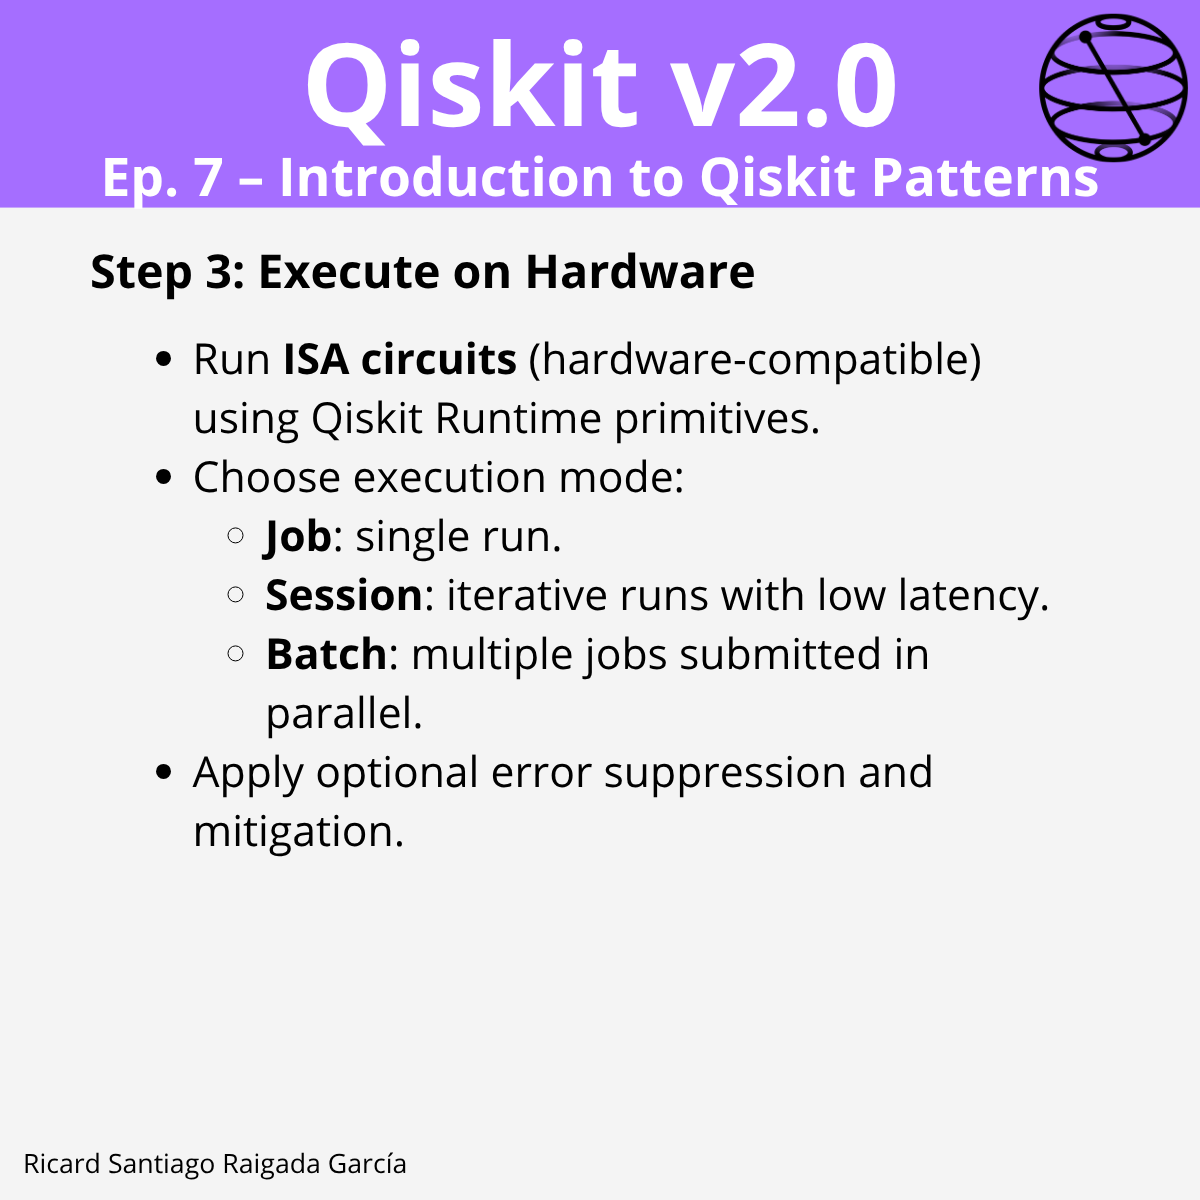 Qiskit v2.0
Ep. 7 – Introduction to Qiskit Patterns
Step 3: Execute on Hardware
• Run ISA circuits (hardware-compatible)
using Qiskit Runtime primitives.
• Choose execution mode:
○ Job: single run.
○ Session: iterative runs with low latency.
○ Batch: multiple jobs submitted in
parallel.
• Apply optional error suppression and
mitigation.
Ricard Santiago Raigada García